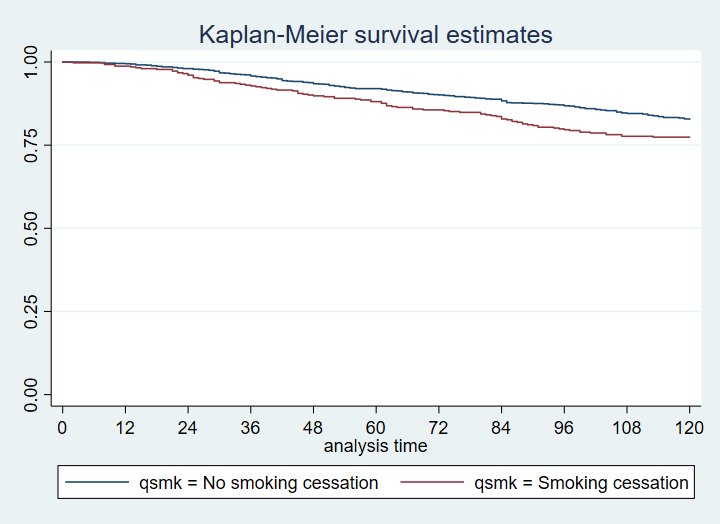 Kaplan-Meier survival estimates
1.00
0.75
0.50
0.25
0.00
0 12 24 36 48 60 72 84 96 108 120
analysis time
qsmk = No smoking cessation qsmk = Smoking cessation